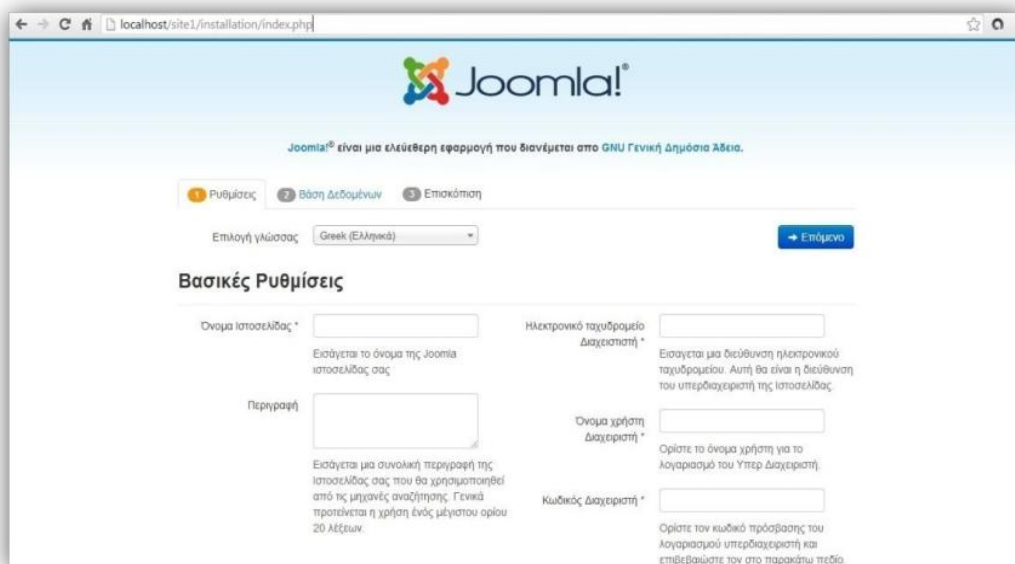 localhost/site1/installation/index.php
Joomla!®
Joomla!® είναι μια ελεύεθερη εφαρμογή που διανέμεται απο GNU Γενική Δημόσια Άδεια.
1 Ρυθμίσεις
2 Βάση Δεδομένων
3 Επισκόπιση
Επιλογή γλώσσας
Greek (Ελληνικά)
Επόμενο
Βασικές Ρυθμίσεις
Όνομα Ιστοσελίδας *
Εισάγεται το όνομα της Joomla
ιστοσελίδας σας
Περιγραφή
Εισάγεται μια συνολική περιγραφή της
Ιστοσελίδας σας που θα χρησιμοποιηθεί
από τις μηχανές αναζήτησης. Γενικά
προτείνεται η χρήση ένός μέγιστου ορίου
20 λέξεων.
Ηλεκτρονικό ταχυδρομείο
Διαχειστιστή *
Εισαγεται μια διεύθυνση ηλεκτρονικού
ταχυδρομείου. Αυτή θα είναι η διεύθυνση
του υπερδιαχειριστή της Ιστοσελίδας.
Όνομα χρήστη
Διαχειριστή *
Ορίστε το όνομα χρήστη για το
λογαριασμό του Υπερ Διαχειριστή.
Κωδικός Διαχειριστή *
Ορίστε τον κωδικό πρόσβασης του
λογαριασμού υπερδιαχειριστή και
επιβεβαιώστε τον στο παρακάτω πεδίο.